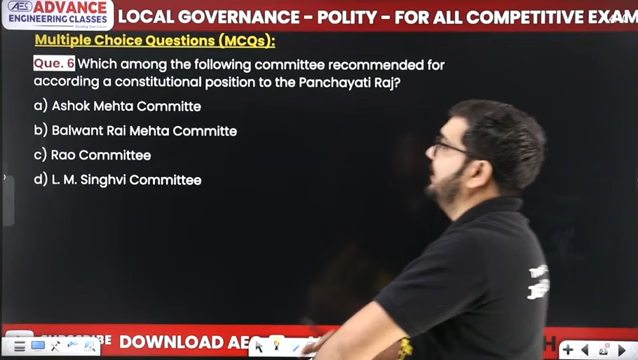 AES ADVANCE
ENGINEERING CLASSES
LOCAL GOVERNANCE - POLITY - FOR ALL COMPETITIVE EXAM
Multiple Choice Questions (MCQs):
Que. 6 Which among the following committee recommended for
according a constitutional position to the Panchayati Raj?
a) Ashok Mehta Committe
b) Balwant Rai Mehta Committe
c) Rao Committee
d) L. M. Singhvi Committee
DOWNLOAD AE